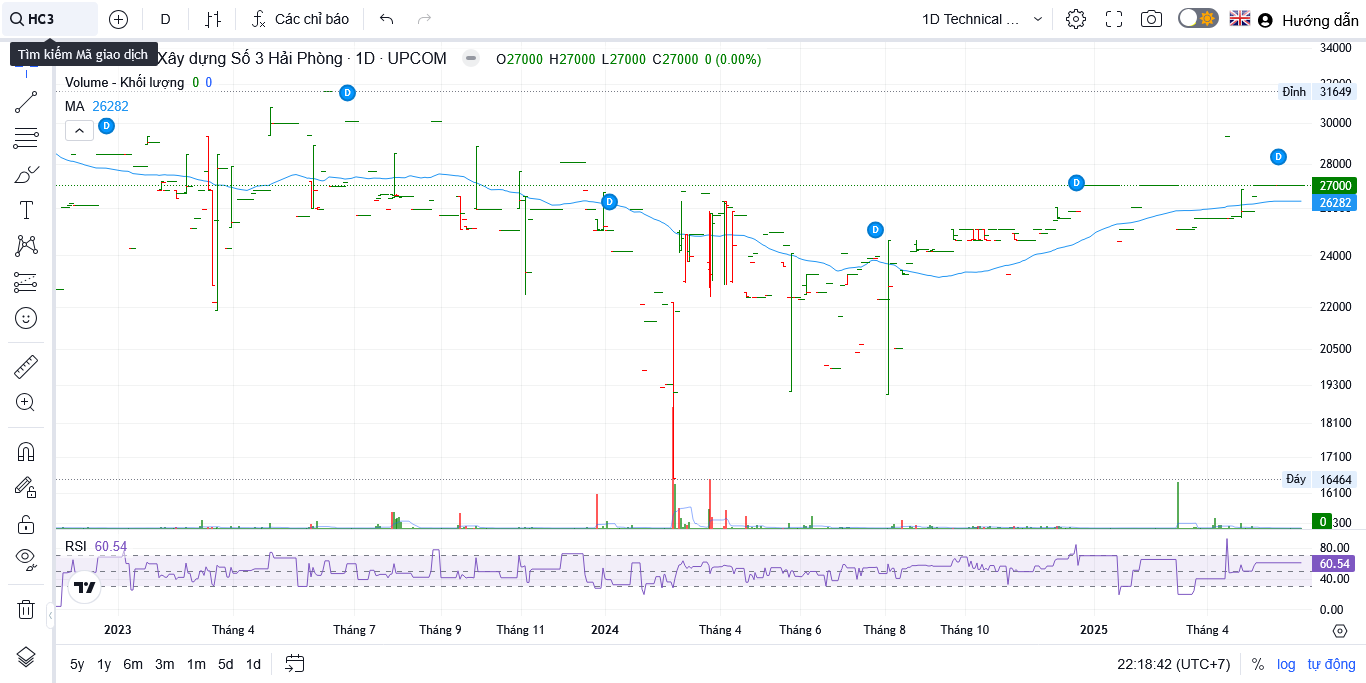 HC3
D
Các chỉ báo
1D Technical ...
Hướng dẫn
Tìm kiếm Mã giao dịch
Xây dựng Số 3 Hải Phòng · 1D · UPCOM
O27000 H27000 L27000 C27000 0 (0.00%)
Volume - Khối lượng 0 0
MA 26282
D
D
D
D
D
D
34000
32000
Đỉnh 31649
30000
28000
27000
26282
26000
24000
22000
20500
19300
18100
17100
Đáy 16464
16100
0
300
RSI 60.54
80.00
60.54
40.00
0.00
2023
Tháng 4
Tháng 7
Tháng 9
Tháng 11
2024
Tháng 4
Tháng 6
Tháng 8
Tháng 10
2025
Tháng 4
5y 1y 6m 3m 1m 5d 1d
22:18:42 (UTC+7) % log tự động